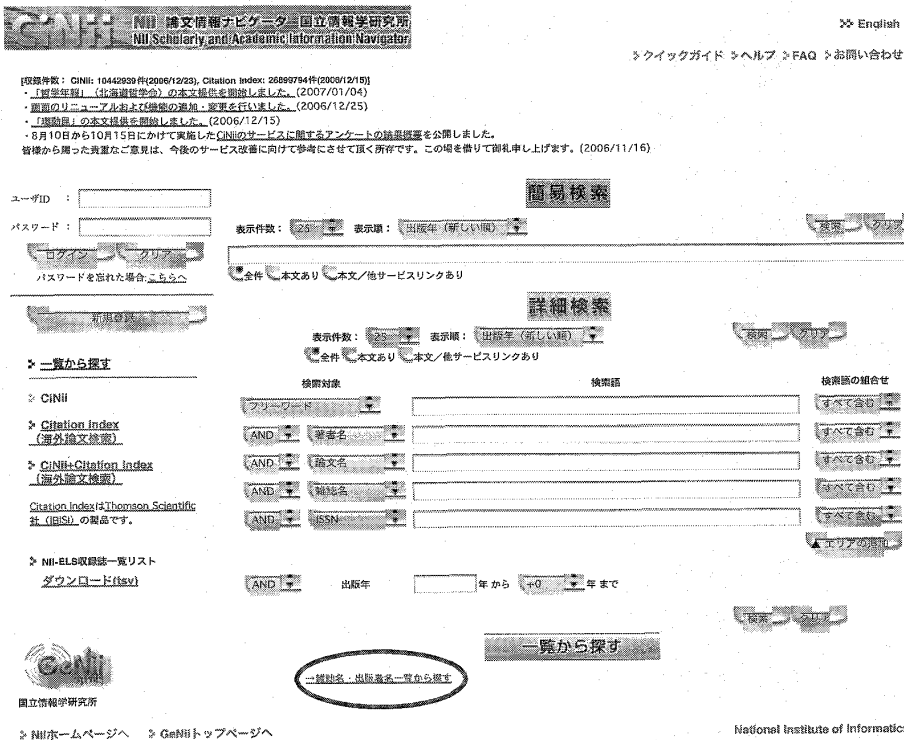 CiNii NII 論文情報ナビゲータ 国立情報学研究所
NII Scholarly and Academic Information Navigator
>> English
> クイックガイド > ヘルプ > FAQ > お問い合わせ
[収録件数： CiNii: 10442939件(2006/12/23), Citation Index: 26899794件(2006/12/15)]
・「哲学年報」（北海道哲学会）の本文提供を開始しました。(2007/01/04)
・画面のリニューアルおよび機能の追加・変更を行いました。(2006/12/25)
の本文提供を開始しました。(2006/12/15)
・8月10日から10月15日にかけて実施したCiNiiのサービスに関するアンケートの結果概要を公開しました。
皆様から賜った貴重なご意見は、今後のサービス改善に向けて参考にさせて頂く所存です。この場を借りて御礼申し上げます。(2006/11/16)
簡易検索
ユーザID ：
パスワード ：
表示件数： 25 表示順： 出版年（新しい順） 検索 クリア
ログイン クリア
全件 本文あり 本文／他サービスリンクあり
パスワードを忘れた場合:こちらへ
詳細検索
新規登録
表示件数： 25 表示順： 出版年（新しい順） 検索 クリア
全件 本文あり 本文／他サービスリンクあり
> 一覧から探す
検索対象 検索語 検索語の組合せ
> CiNii
フリーワード すべて含む
> Citation Index
（海外論文検索）
AND 著者名 すべて含む
AND 論文名 すべて含む
> CiNii+Citation Index
（海外論文検索）
AND 雑誌名 すべて含む
Citation IndexはThomson Scientific
社（旧ISI）の製品です。
AND ISSN すべて含む
▲ エリアの追加
> NII-ELS収録誌一覧リスト
ダウンロード(tsv)
AND 出版年 年 から +0 年 まで
検索 クリア
一覧から探す
GeNii
→雑誌名・出版者名一覧から探す
国立情報学研究所
> NIIホームページへ > GeNiiトップページへ
National Institute of Informatics